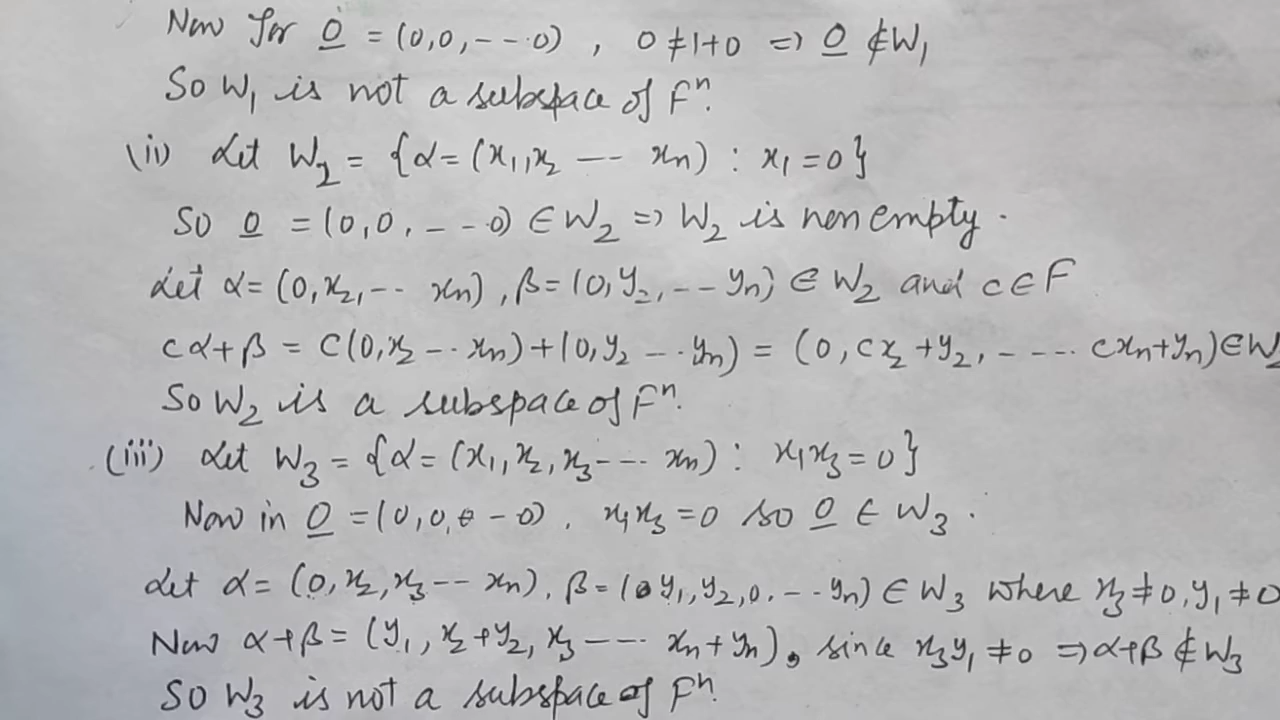 Now for 0 = (0,0,---0) , 0≠1+0 => 0 ∉ W₁
So W₁ is not a subspace of Fⁿ.
(ii) Let W₂ = {α = (x₁,x₂ --- xₙ) : x₁ = 0}
So 0 = (0,0,---0) ∈ W₂ => W₂ is non empty.
Let α = (0,x₂,-- xₙ), β = (0,y₂,--yₙ) ∈ W₂ and c ∈ F
cα+β = C(0,x₂--·xₙ)+(0,y₂--·yₙ) = (0,cx₂+y₂,---- cxₙ+yₙ)∈W₂
So W₂ is a subspace of Fⁿ.
(iii) Let W₃ = {α = (x₁,x₂,x₃---· xₙ) : x₁x₃ = 0}
Now in 0 = (0,0,0-0), x₁x₃ = 0 so 0 ∈ W₃.
Let α = (0,x₂,x₃-- xₙ), β = (y₁,y₂,0,--·yₙ) ∈ W₃ where x₃≠0,y₁≠0
Now α+β = (y₁, x₂+y₂, x₃---· xₙ+yₙ), since x₃y₁ ≠0 => α+β ∉ W₃
So W₃ is not a subspace of Fⁿ.